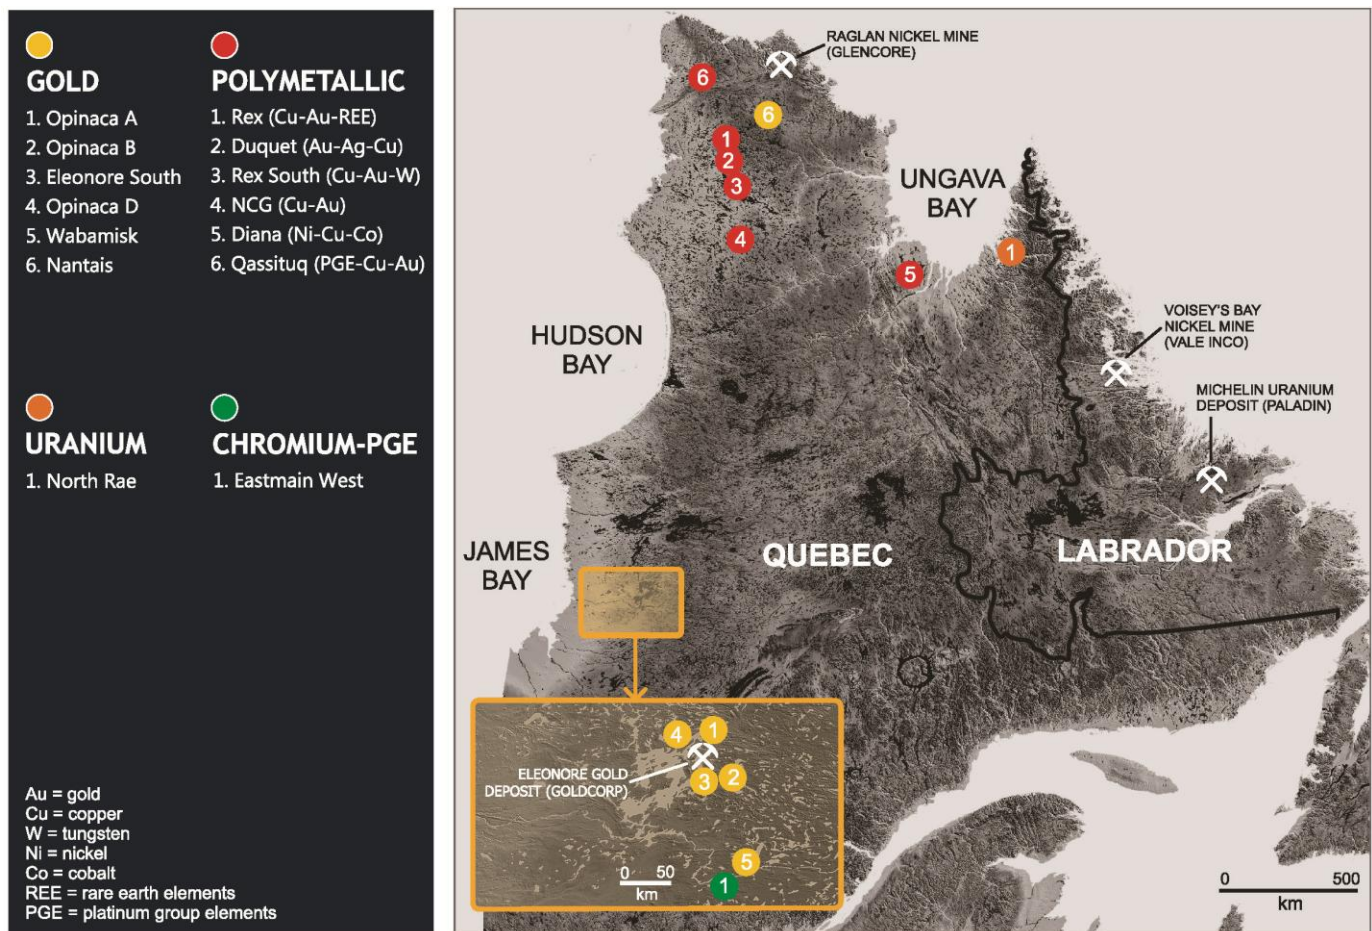 GOLD
1. Opinaca A
2. Opinaca B
3. Eleonore South
4. Opinaca D
5. Wabamisk
6. Nantais
POLYMETALLIC
1. Rex (Cu-Au-REE)
2. Duquet (Au-Ag-Cu)
3. Rex South (Cu-Au-W)
4. NCG (Cu-Au)
5. Diana (Ni-Cu-Co)
6. Qassituq (PGE-Cu-Au)
URANIUM
1. North Rae
CHROMIUM-PGE
1. Eastmain West
Au = gold
Cu = copper
W = tungsten
Ni = nickel
Co = cobalt
REE = rare earth elements
PGE = platinum group elements
RAGLAN NICKEL MINE
(GLENCORE)
6
6
1
2
3
4
5
1
UNGAVA
BAY
HUDSON
BAY
VOISEY'S BAY
NICKEL MINE
(VALE INCO)
MICHELIN URANIUM
DEPOSIT (PALADIN)
JAMES
BAY
QUEBEC
LABRADOR
4
1
ELEONORE GOLD
DEPOSIT (GOLDCORP)
3
2
5
1
0 50
km
0 500
km